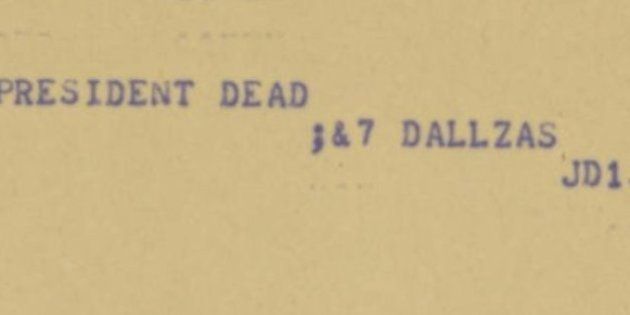 PRESIDENT DEAD
;&7 DALLZAS
JD1